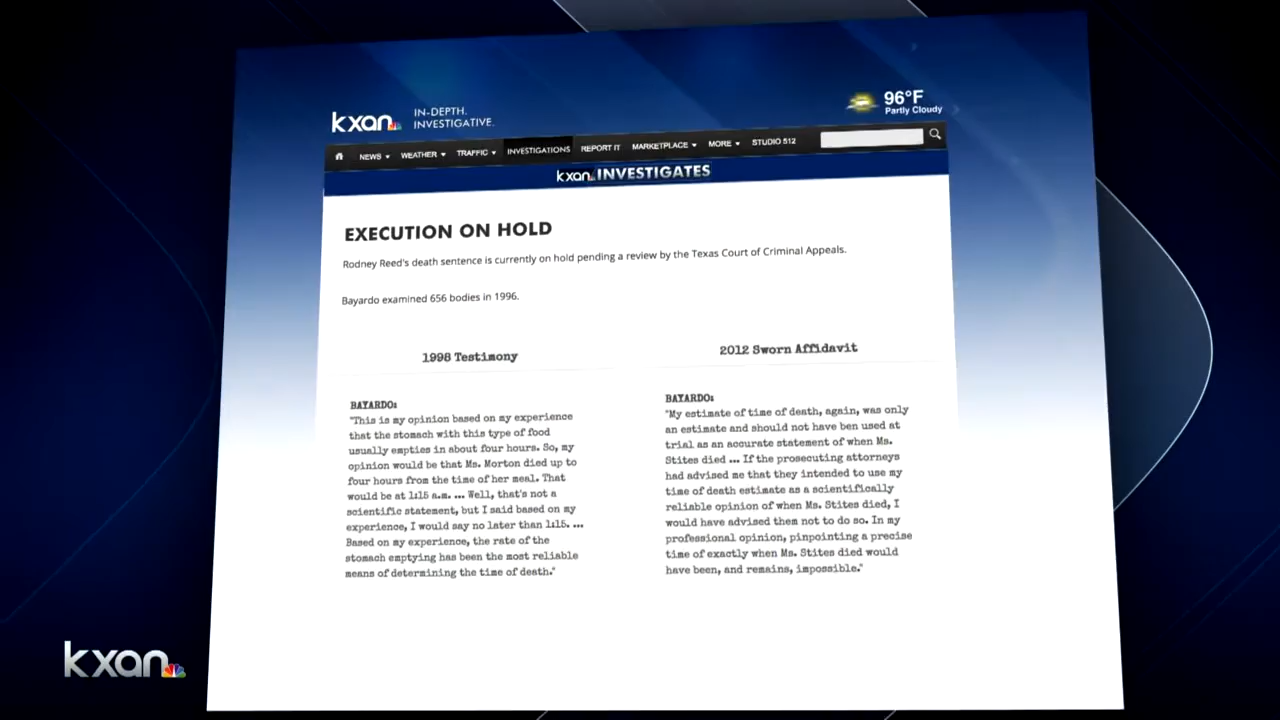 kxan
IN-DEPTH.
INVESTIGATIVE.
96°F
Partly Cloudy
NEWS
WEATHER
TRAFFIC
INVESTIGATIONS
REPORT IT
MARKETPLACE
MORE
STUDIO 512
kxan INVESTIGATES
EXECUTION ON HOLD
Rodney Reed's death sentence is currently on hold pending a review by the Texas Court of Criminal Appeals.
Bayardo examined 656 bodies in 1996.
1998 Testimony
BAYARDO:
"This is my opinion based on my experience
that the stomach with this type of food
usually empties in about four hours. So, my
opinion would be that Ms. Morton died up to
four hours from the time of her meal. That
would be at 1:15 a.m. ... Well, that's not a
scientific statement, but I said based on my
experience, I would say no later than 1:15. ...
Based on my experience, the rate of the
stomach emptying has been the most reliable
means of determining the time of death."
2012 Sworn Affidavit
BAYARDO:
"My estimate of time of death, again, was only
an estimate and should not have ben used at
trial as an accurate statement of when Ms.
Stites died ... If the prosecuting attorneys
had advised me that they intended to use my
time of death estimate as a scientifically
reliable opinion of when Ms. Stites died, I
would have advised them not to do so. In my
professional opinion, pinpointing a precise
time of exactly when Ms. Stites died would
have been, and remains, impossible."
kxan